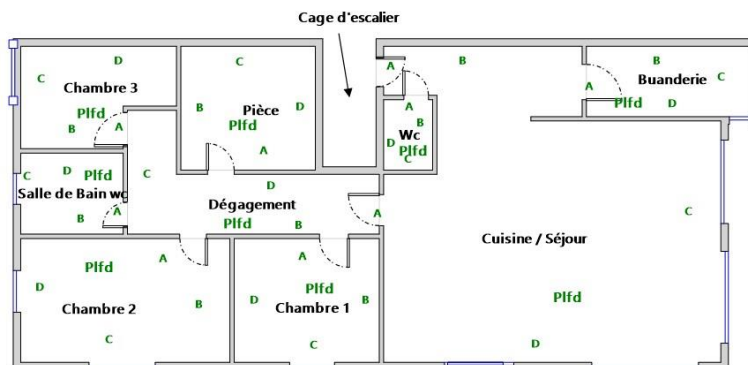 Cage d'escalier
D
C
Chambre 3
Plfd
B
A
C
B
Pièce
D
Plfd
A
A
B
A
B
Buanderie
C
Plfd
D
A
B
Wc
D
Plfd
C
C
D
Plfd
Salle de Bain wc
B
A
C
D
Dégagement
Plfd
B
A
C
Cuisine / Séjour
Plfd
D
A
Plfd
D
B
Chambre 2
C
A
Plfd
D
B
Chambre 1
C